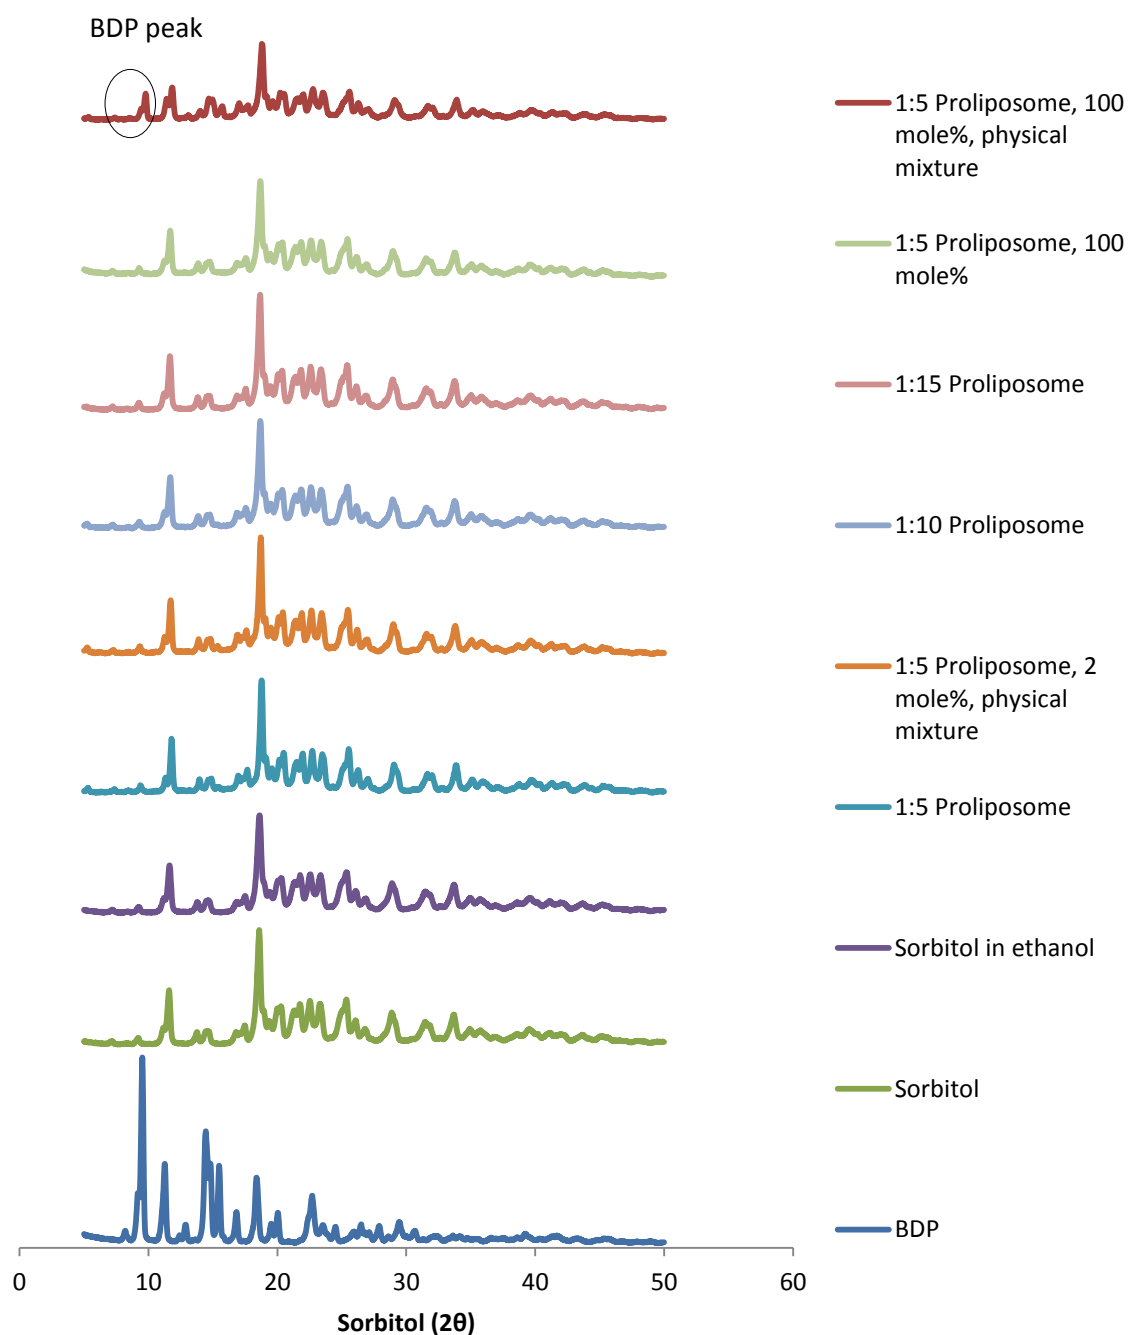 BDP peak
1:5 Proliposome, 100
mole%, physical
mixture
1:5 Proliposome, 100
mole%
1:15 Proliposome
1:10 Proliposome
1:5 Proliposome, 2
mole%, physical
mixture
1:5 Proliposome
Sorbitol in ethanol
Sorbitol
BDP
0 10 20 30 40 50 60
Sorbitol (2θ)